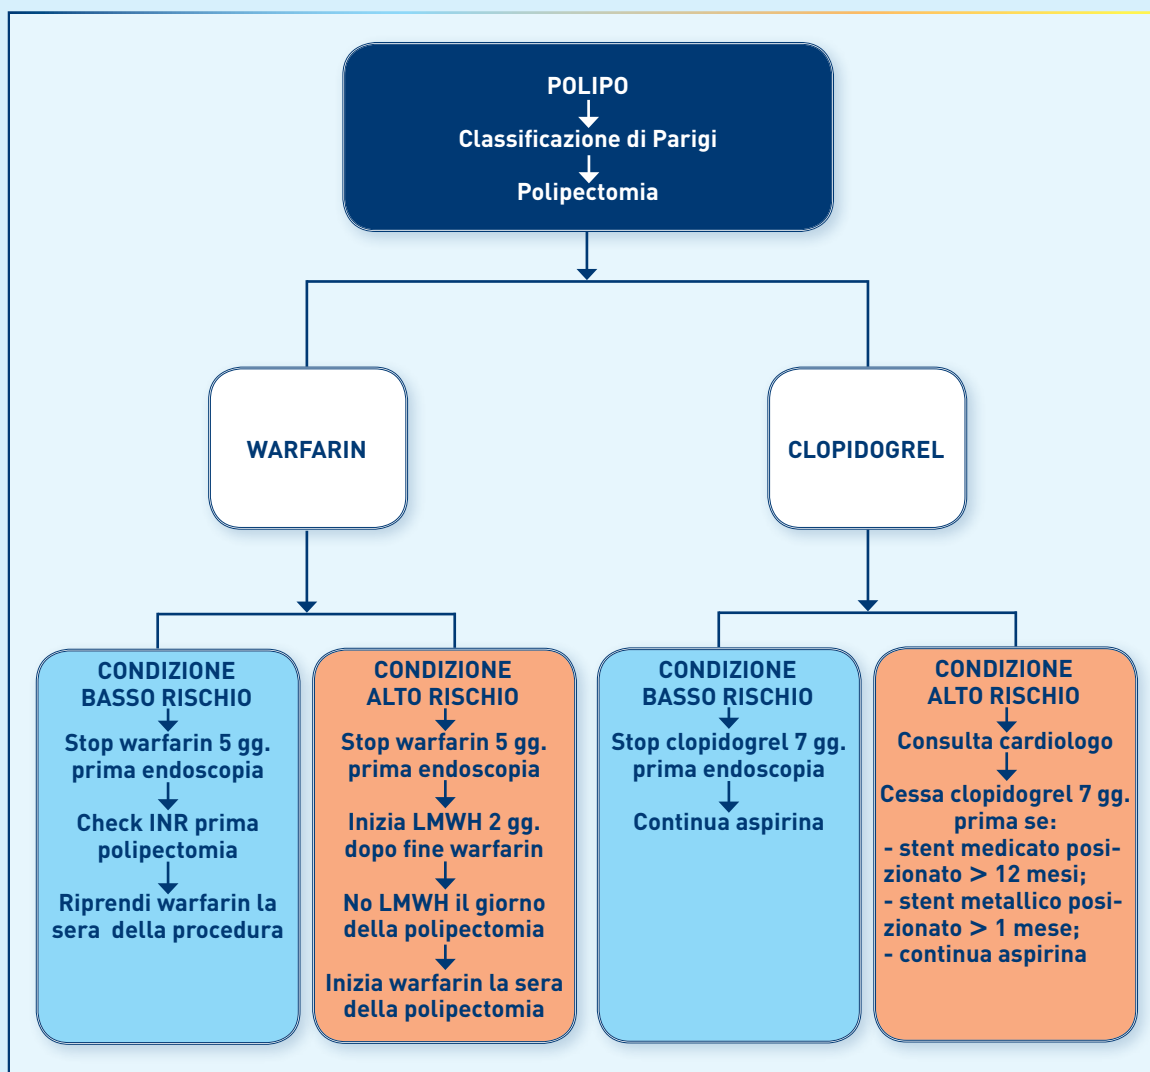 POLIPO
Classificazione di Parigi
Polipectomia
WARFARIN
CLOPIDOGREL
CONDIZIONE
BASSO RISCHIO
Stop warfarin 5 gg.
prima endoscopia
Check INR prima
polipectomia
Riprendi warfarin la
sera della procedura
CONDIZIONE
ALTO RISCHIO
Stop warfarin 5 gg.
prima endoscopia
Inizia LMWH 2 gg.
dopo fine warfarin
No LMWH il giorno
della polipectomia
Inizia warfarin la sera
della polipectomia
CONDIZIONE
BASSO RISCHIO
Stop clopidogrel 7 gg.
prima endoscopia
Continua aspirina
CONDIZIONE
ALTO RISCHIO
Consulta cardiologo
Cessa clopidogrel 7 gg.
prima se:
- stent medicato posi-
zionato > 12 mesi;
- stent metallico posi-
zionato > 1 mese;
- continua aspirina